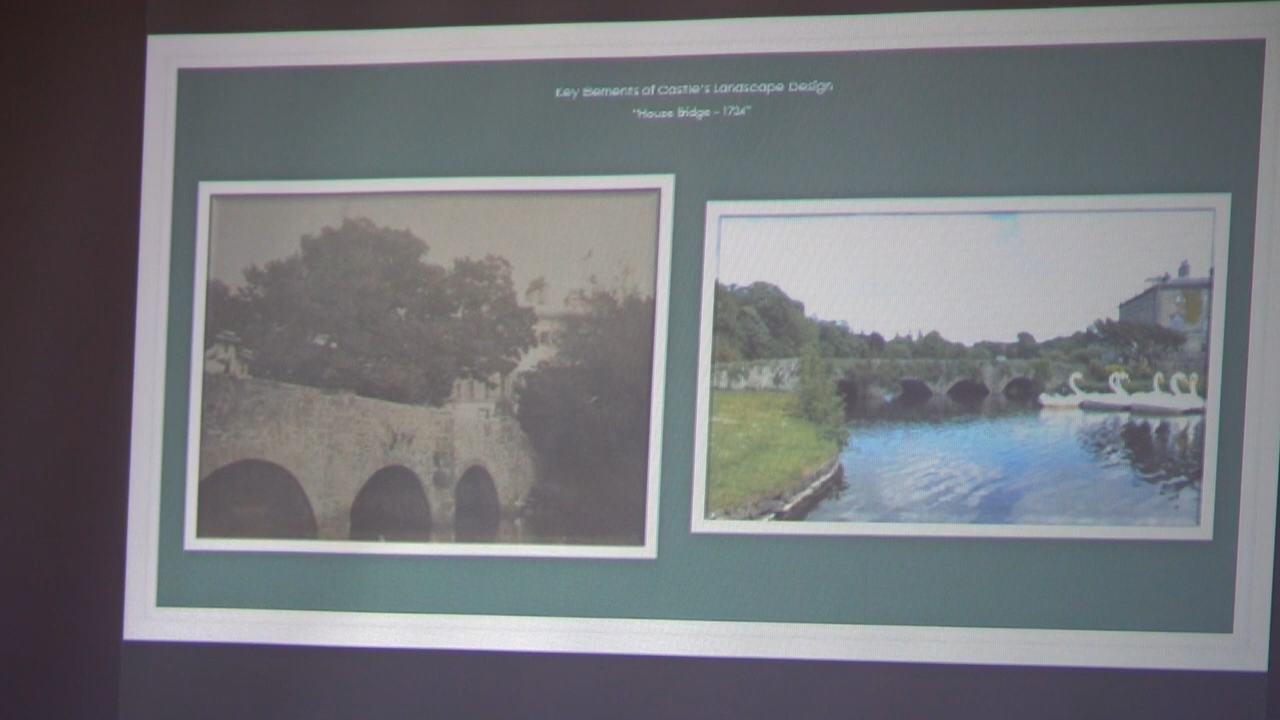 Key Elements of Castle's Landscape Design
"House Bridge - 1724"